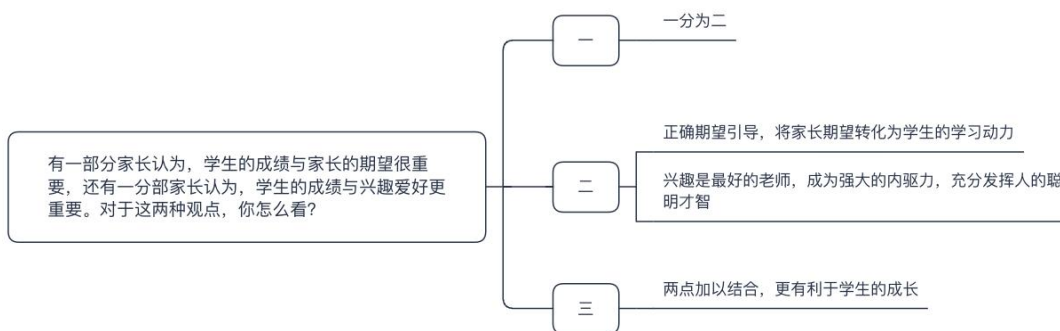 有一部分家长认为，学生的成绩与家长的期望很重
要，还有一分部家长认为，学生的成绩与兴趣爱好更
重要。对于这两种观点，你怎么看？
一
一分为二
二
正确期望引导，将家长期望转化为学生的学习动力
兴趣是最好的老师，成为强大的内驱力，充分发挥人的聪
明才智
三
两点加以结合，更有利于学生的成长